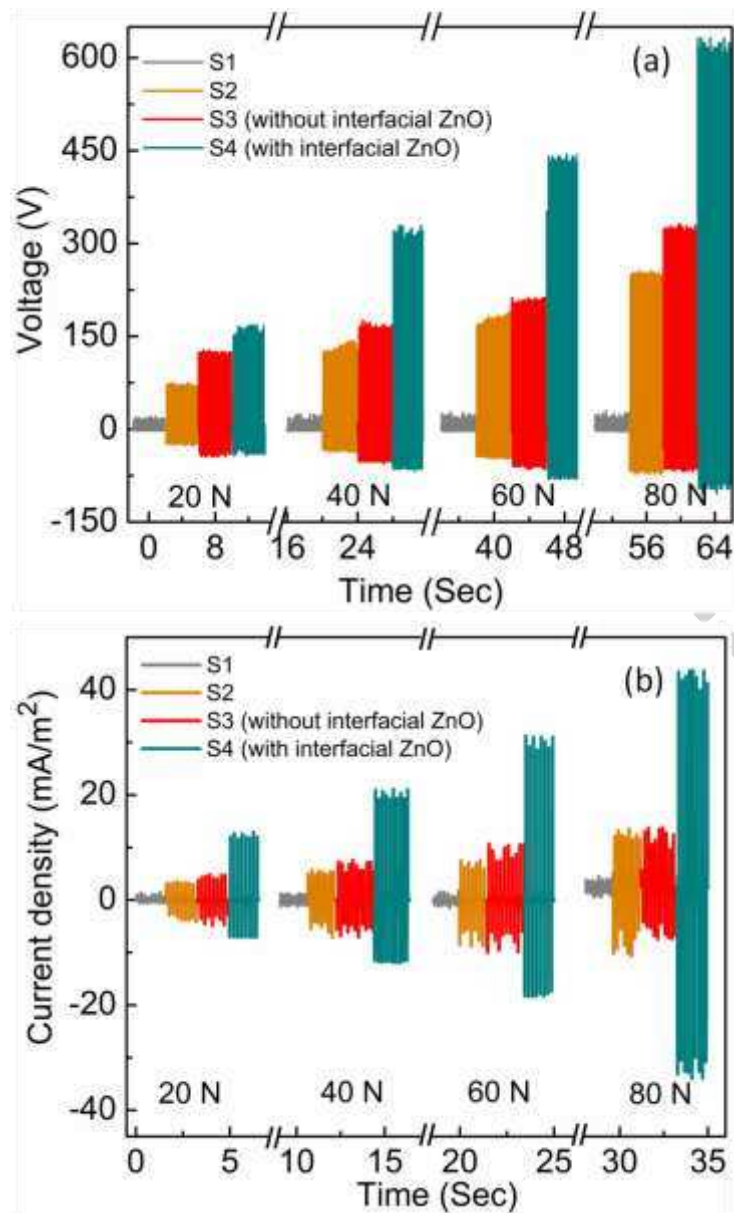 (a)
S1
S2
S3 (without interfacial ZnO)
S4 (with interfacial ZnO)
Voltage (V)
600
450
300
150
0
-150
20 N 40 N 60 N 80 N
0 8 16 24 40 48 56 64
Time (Sec)
(b)
S1
S2
S3 (without interfacial ZnO)
S4 (with interfacial ZnO)
Current density (mA/m²)
40
20
0
-20
-40
20 N 40 N 60 N 80 N
0 5 10 15 20 25 30 35
Time (Sec)